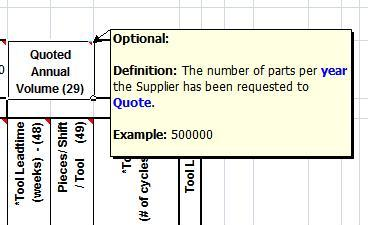 Quoted
Annual
Volume (29)
Optional:
Definition: The number of parts per year
the Supplier has been requested to
Quote.
Example: 500000
*Tool Leadtime
(weeks) - (48)
Pieces/ Shift
/ Tool (49)
(# of cycles
Tool L